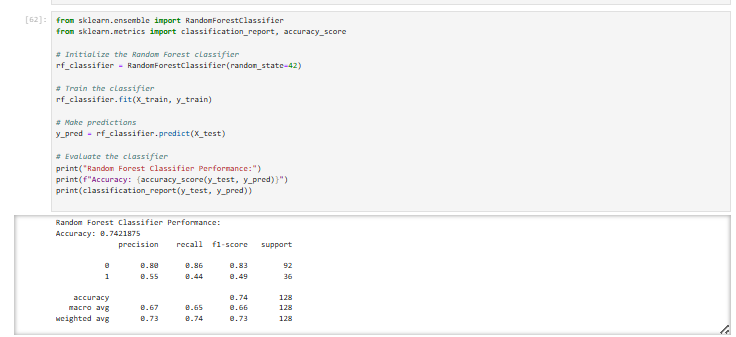 [62]:
from sklearn.ensemble import RandomForestClassifier
from sklearn.metrics import classification_report, accuracy_score
# Initialize the Random Forest classifier
rf_classifier = RandomForestClassifier(random_state=42)
# Train the classifier
rf_classifier.fit(X_train, y_train)
# Make predictions
y_pred = rf_classifier.predict(X_test)
# Evaluate the classifier
print("Random Forest Classifier Performance:")
print(f"Accuracy: {accuracy_score(y_test, y_pred)}")
print(classification_report(y_test, y_pred))
Random Forest Classifier Performance:
Accuracy: 0.7421875
precision recall f1-score support
0 0.80 0.86 0.83 92
1 0.55 0.44 0.49 36
accuracy 0.74 128
macro avg 0.67 0.65 0.66 128
weighted avg 0.73 0.74 0.73 128